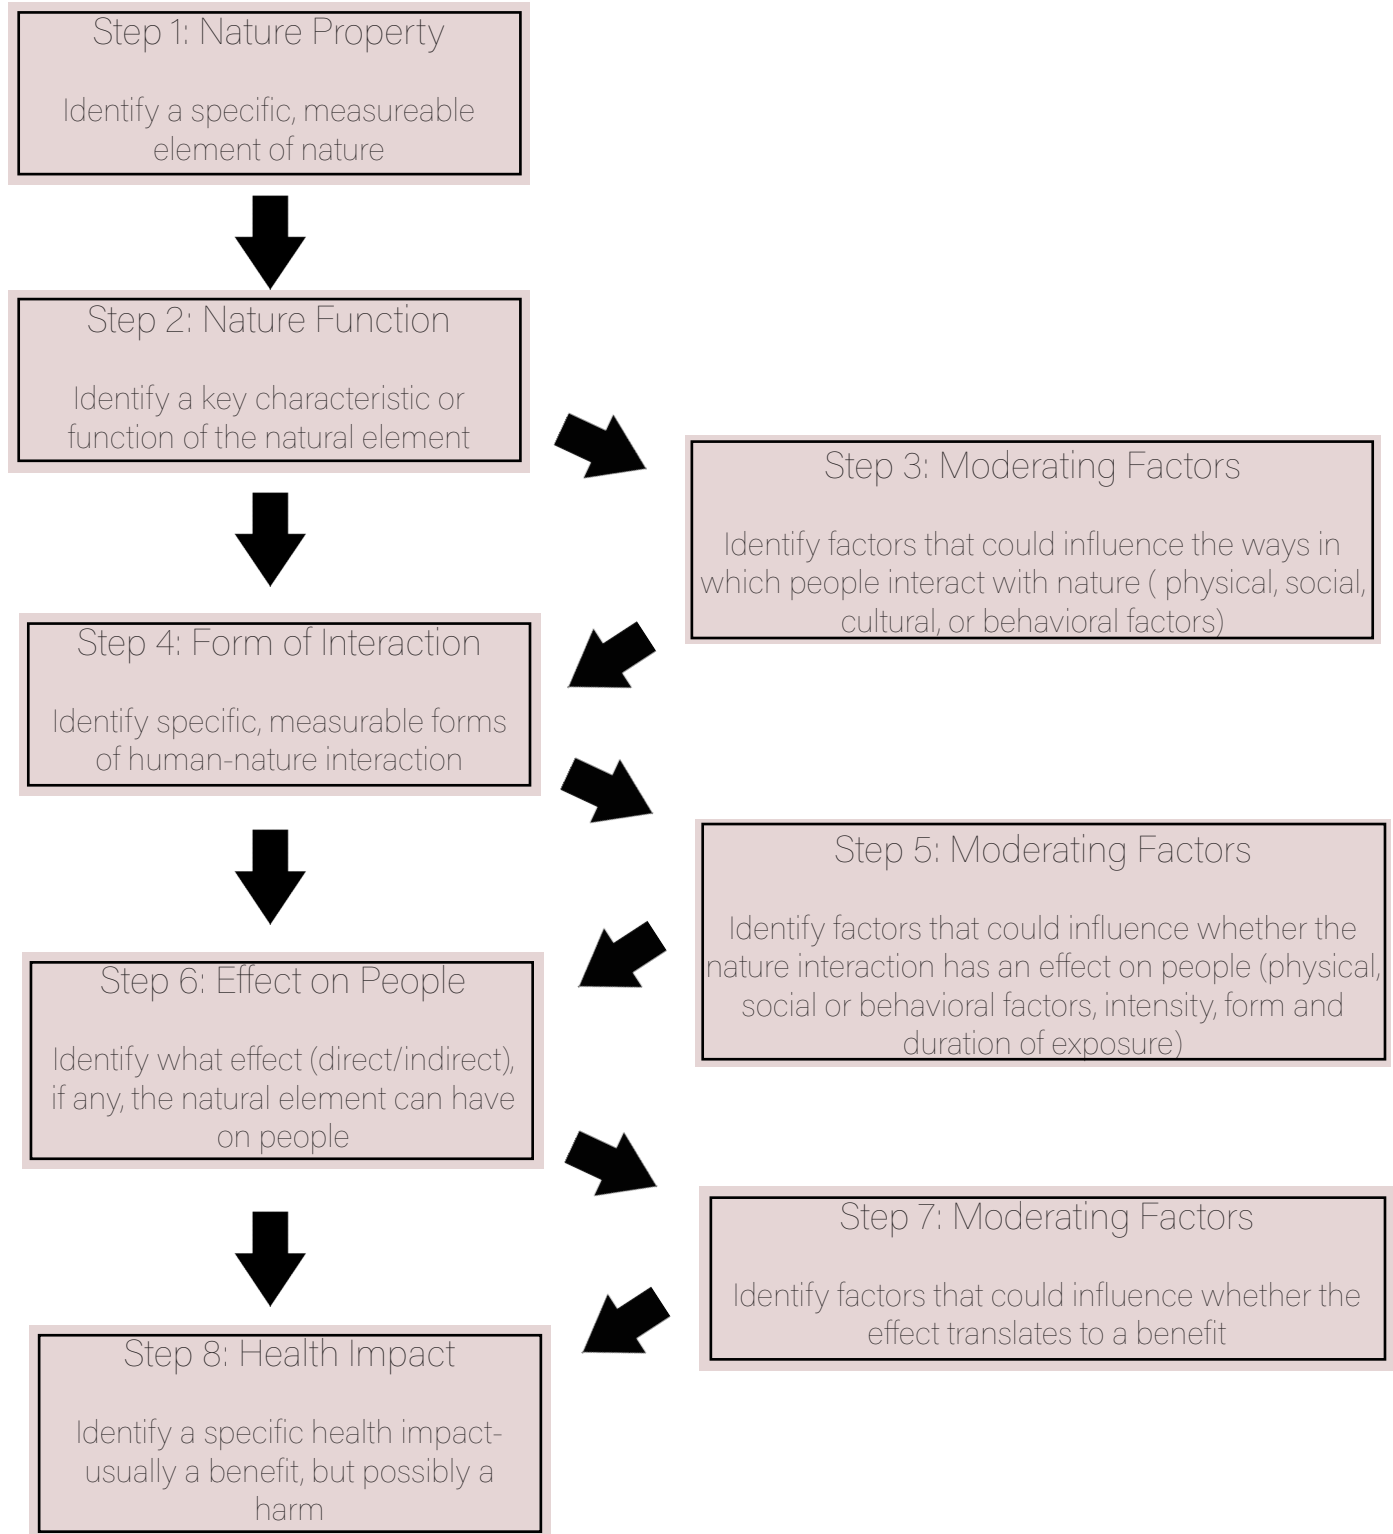 Step 1: Nature Property
Identify a specific, measureable
element of nature
Step 2: Nature Function
Identify a key characteristic or
function of the natural element
Step 3: Moderating Factors
Identify factors that could influence the ways in
which people interact with nature ( physical, social,
cultural, or behavioral factors)
Step 4: Form of Interaction
Identify specific, measurable forms
of human-nature interaction
Step 5: Moderating Factors
Identify factors that could influence whether the
nature interaction has an effect on people (physical,
social or behavioral factors, intensity, form and
duration of exposure)
Step 6: Effect on People
Identify what effect (direct/indirect),
if any, the natural element can have
on people
Step 7: Moderating Factors
Identify factors that could influence whether the
effect translates to a benefit
Step 8: Health Impact
Identify a specific health impact-
usually a benefit, but possibly a
harm